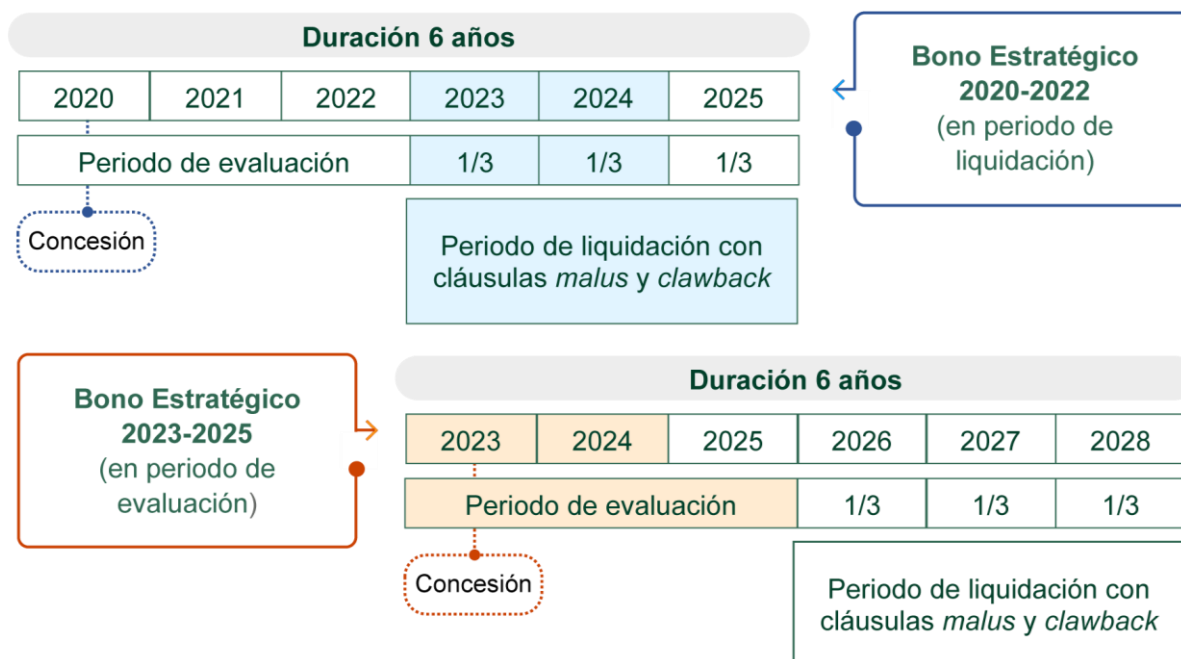 Duración 6 años
2020 2021 2022 2023 2024 2025
Periodo de evaluación 1/3 1/3 1/3
Concesión
Periodo de liquidación con
cláusulas malus y clawback
Bono Estratégico
2020-2022
(en periodo de
liquidación)
Bono Estratégico
2023-2025
(en periodo de
evaluación)
Duración 6 años
2023 2024 2025 2026 2027 2028
Periodo de evaluación 1/3 1/3 1/3
Concesión
Periodo de liquidación con
cláusulas malus y clawback